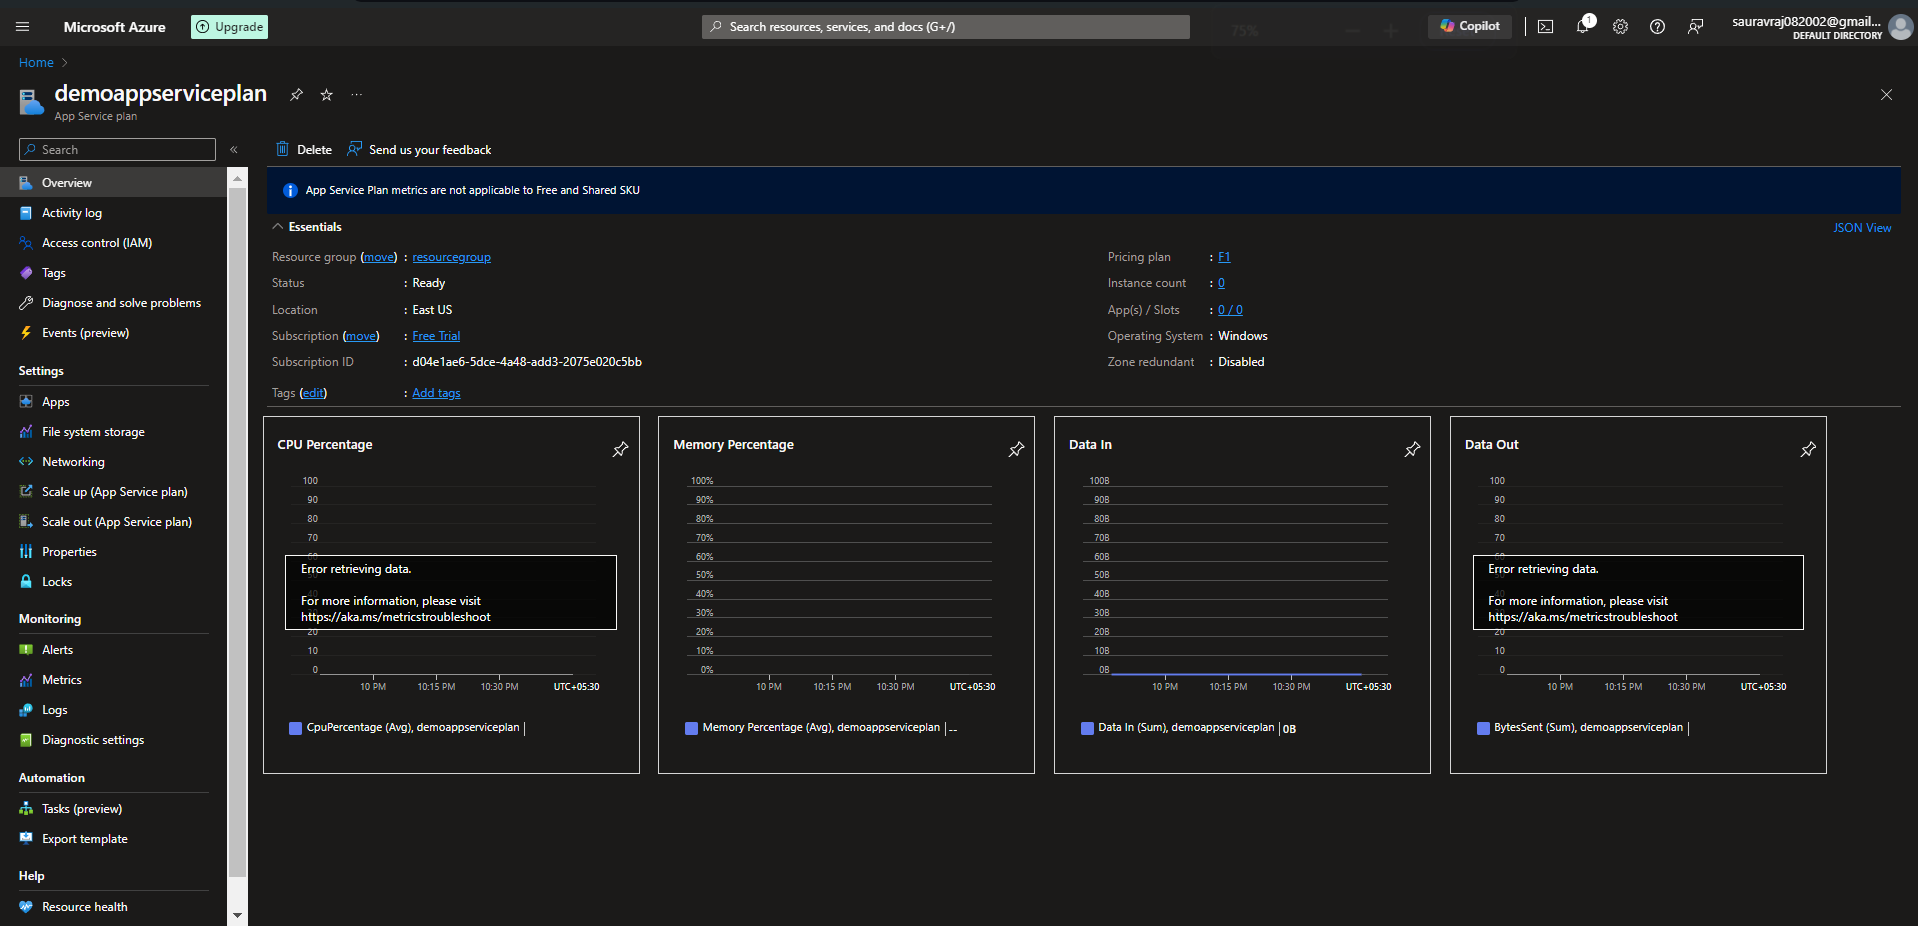 Microsoft Azure
Upgrade
Search resources, services, and docs (G+/)
75%
Copilot
1
sauravraj082002@gmail....
DEFAULT DIRECTORY
Home
demoappserviceplan
App Service plan
Search
Delete
Send us your feedback
Overview
Activity log
Access control (IAM)
Tags
Diagnose and solve problems
Events (preview)
Settings
Apps
File system storage
Networking
Scale up (App Service plan)
Scale out (App Service plan)
Properties
Locks
Monitoring
Alerts
Metrics
Logs
Diagnostic settings
Automation
Tasks (preview)
Export template
Help
Resource health
App Service Plan metrics are not applicable to Free and Shared SKU
Essentials
JSON View
Resource group (move) : resourcegroup
Status : Ready
Location : East US
Subscription (move) : Free Trial
Subscription ID : d04e1ae6-5dce-4a48-add3-2075e020c5bb
Tags (edit) : Add tags
Pricing plan : F1
Instance count : 0
App(s) / Slots : 0 / 0
Operating System : Windows
Zone redundant : Disabled
CPU Percentage
100
90
80
70
60
50
40
Error retrieving data.
For more information, please visit
https://aka.ms/metricstroubleshoot
20
10
0
10 PM 10:15 PM 10:30 PM UTC+05:30
CpuPercentage (Avg), demoappserviceplan |
Memory Percentage
100%
90%
80%
70%
60%
50%
40%
30%
20%
10%
0%
10 PM 10:15 PM 10:30 PM UTC+05:30
Memory Percentage (Avg), demoappserviceplan | --
Data In
100B
90B
80B
70B
60B
50B
40B
30B
20B
10B
0B
10 PM 10:15 PM 10:30 PM UTC+05:30
Data In (Sum), demoappserviceplan | 0B
Data Out
100
90
80
70
60
50
40
Error retrieving data.
For more information, please visit
https://aka.ms/metricstroubleshoot
20
10
0
10 PM 10:15 PM 10:30 PM UTC+05:30
BytesSent (Sum), demoappserviceplan |